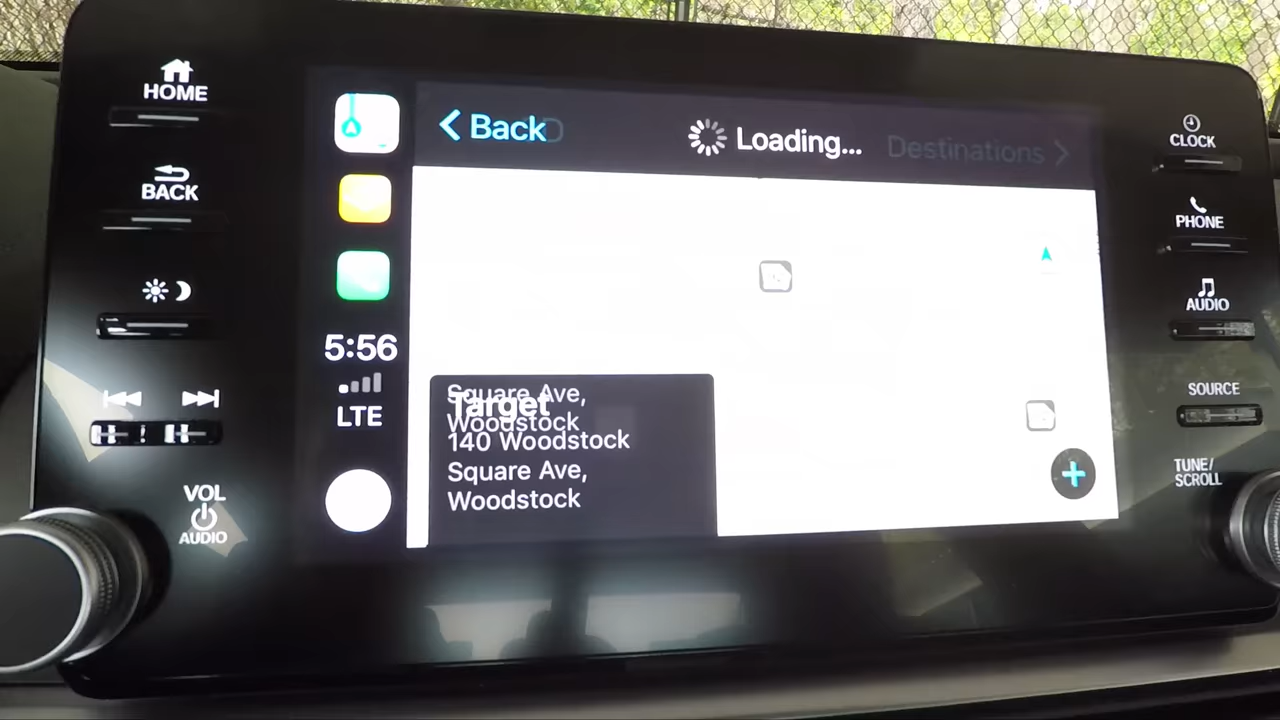 HOME
BACK
VOL
AUDIO
Back
Loading...
Destinations
5:56
LTE
Square Ave,
Woodstock
Target
140 Woodstock
Square Ave,
Woodstock
CLOCK
PHONE
AUDIO
SOURCE
TUNE/
SCROLL